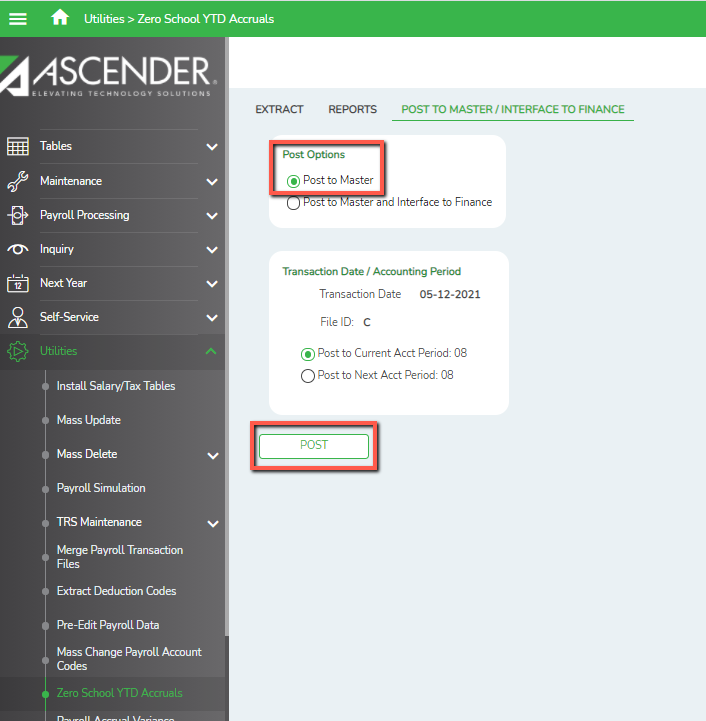 Utilities > Zero School YTD Accruals
ASCENDER
ELEVATING TECHNOLOGY SOLUTIONS
EXTRACT REPORTS POST TO MASTER / INTERFACE TO FINANCE
Post Options
Post to Master
Post to Master and Interface to Finance
Transaction Date / Accounting Period
Transaction Date 05-12-2021
File ID: C
Post to Current Acct Period: 08
Post to Next Acct Period: 08
POST
Tables
Maintenance
Payroll Processing
Inquiry
12
Next Year
Self-Service
Utilities
Install Salary/Tax Tables
Mass Update
Mass Delete
Payroll Simulation
TRS Maintenance
Merge Payroll Transaction
Files
Extract Deduction Codes
Pre-Edit Payroll Data
Mass Change Payroll Account
Codes
Zero School YTD Accruals
Payroll Accrual Variance